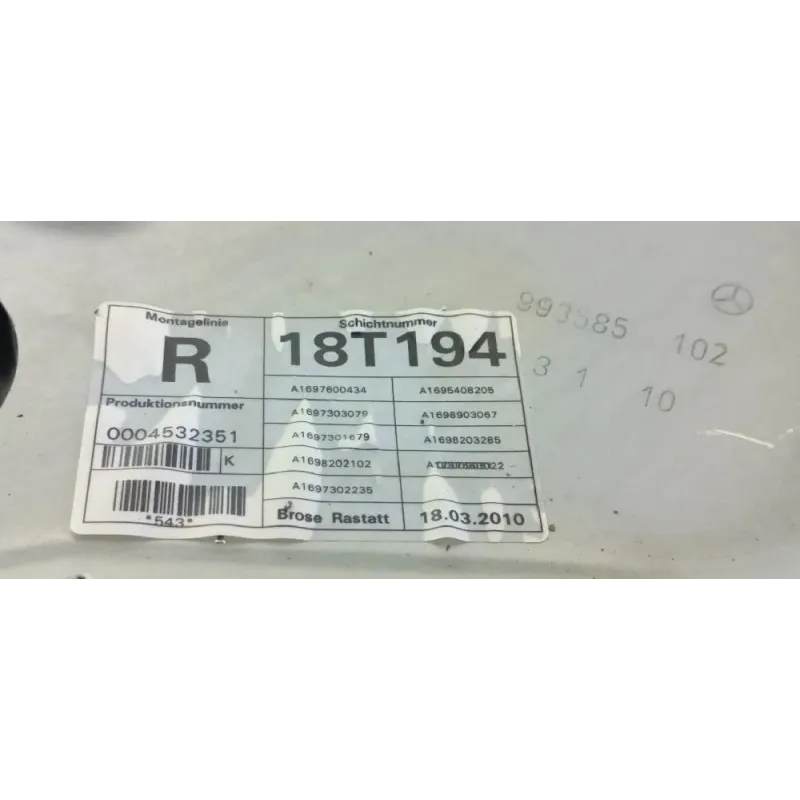 Montagelinie
R
Schichtnummer
18T194
Produktionsnummer
0004532351
K
*543*
A1697600434
A1695408205
A1697303079
A1698903067
A1697301679
A1698203285
A1698202102
A1697302235
Brose Rastatt
18.03.2010
993585 102
3 1 10